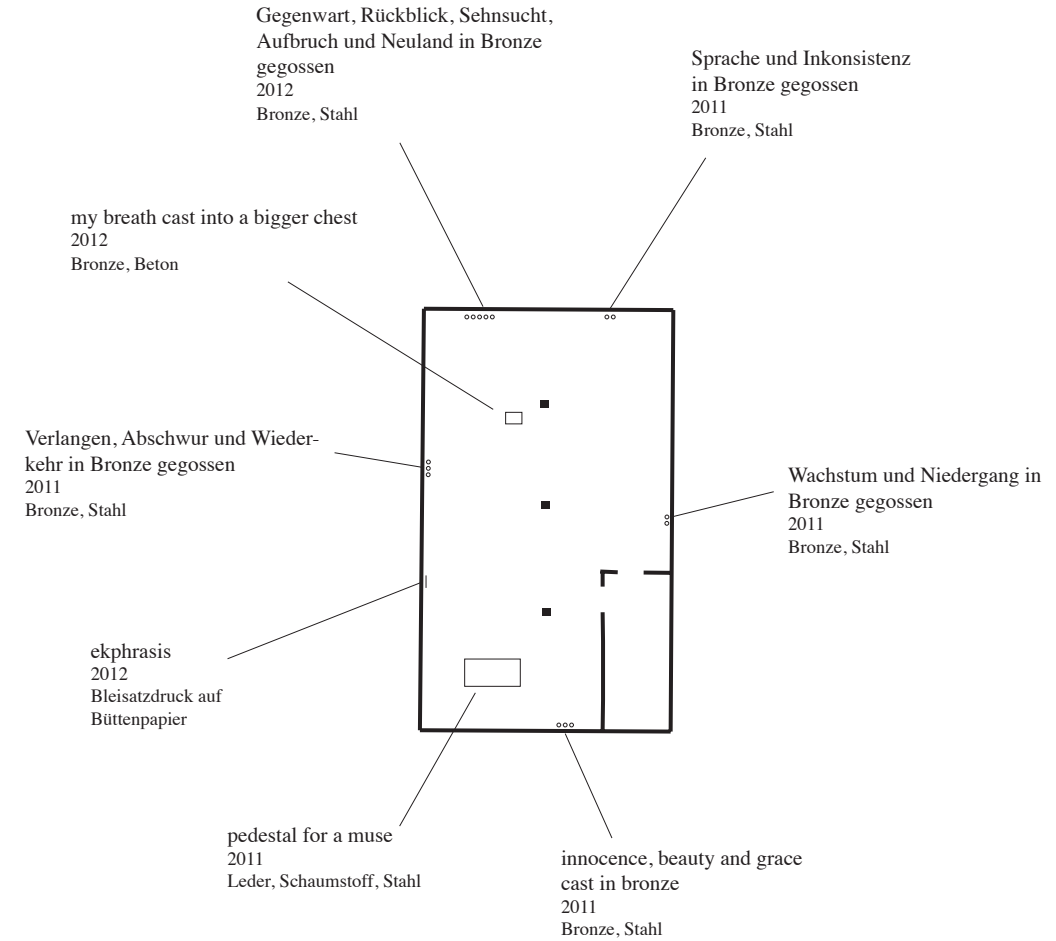 Gegenwart, Rückblick, Sehnsucht,
Aufbruch und Neuland in Bronze
gegossen
2012
Bronze, Stahl
Sprache und Inkonsistenz
in Bronze gegossen
2011
Bronze, Stahl
my breath cast into a bigger chest
2012
Bronze, Beton
Verlangen, Abschwur und Wieder-
kehr in Bronze gegossen
2011
Bronze, Stahl
Wachstum und Niedergang in
Bronze gegossen
2011
Bronze, Stahl
ekphrasis
2012
Bleisatzdruck auf
Büttenpapier
pedestal for a muse
2011
Leder, Schaumstoff, Stahl
innocence, beauty and grace
cast in bronze
2011
Bronze, Stahl